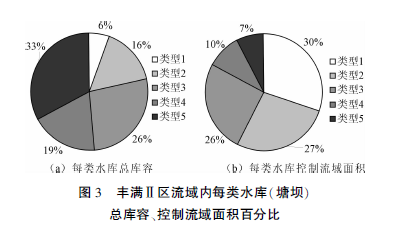 6%
16%
26%
19%
33%
类型1
类型2
类型3
类型4
类型5
(a) 每类水库总库容
30%
27%
26%
10%
7%
类型1
类型2
类型3
类型4
类型5
(b) 每类水库控制流域面积
图 3 丰满Ⅱ区流域内每类水库(塘坝)
总库容、控制流域面积百分比